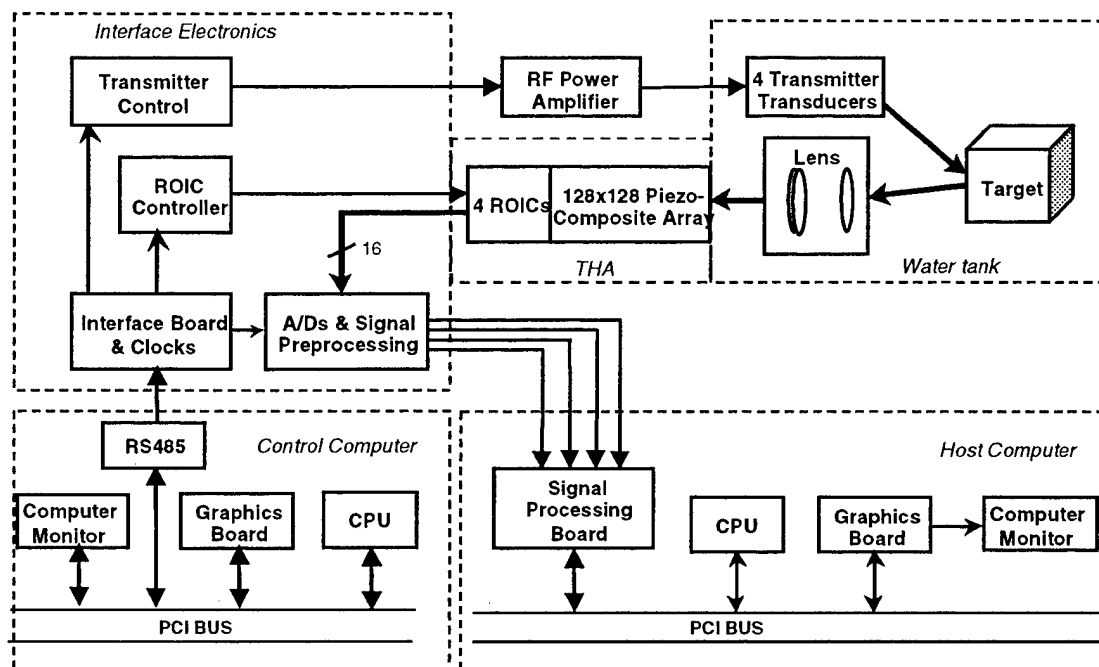 Interface Electronics
Transmitter
Control
RF Power
Amplifier
4 Transmitter
Transducers
ROIC
Controller
4 ROICs
128x128 Piezo-
Composite Array
Lens
Target
16
THA
Water tank
Interface Board
& Clocks
A/Ds & Signal
Preprocessing
RS485
Control Computer
Host Computer
Computer
Monitor
Graphics
Board
CPU
Signal
Processing
Board
CPU
Graphics
Board
Computer
Monitor
PCI BUS
PCI BUS